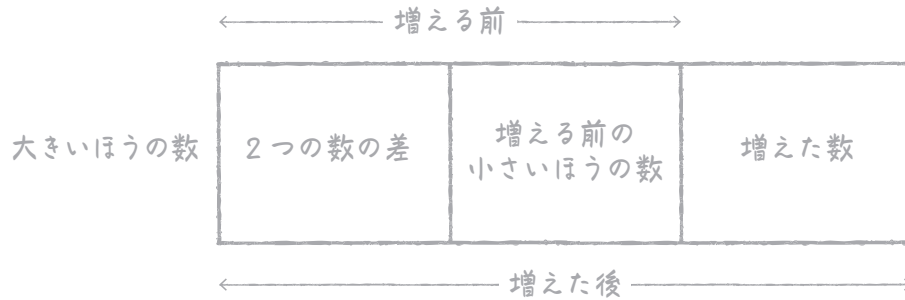 増える前
大きいほうの数
2つの数の差
増える前の
小さいほうの数
増えた数
増えた後